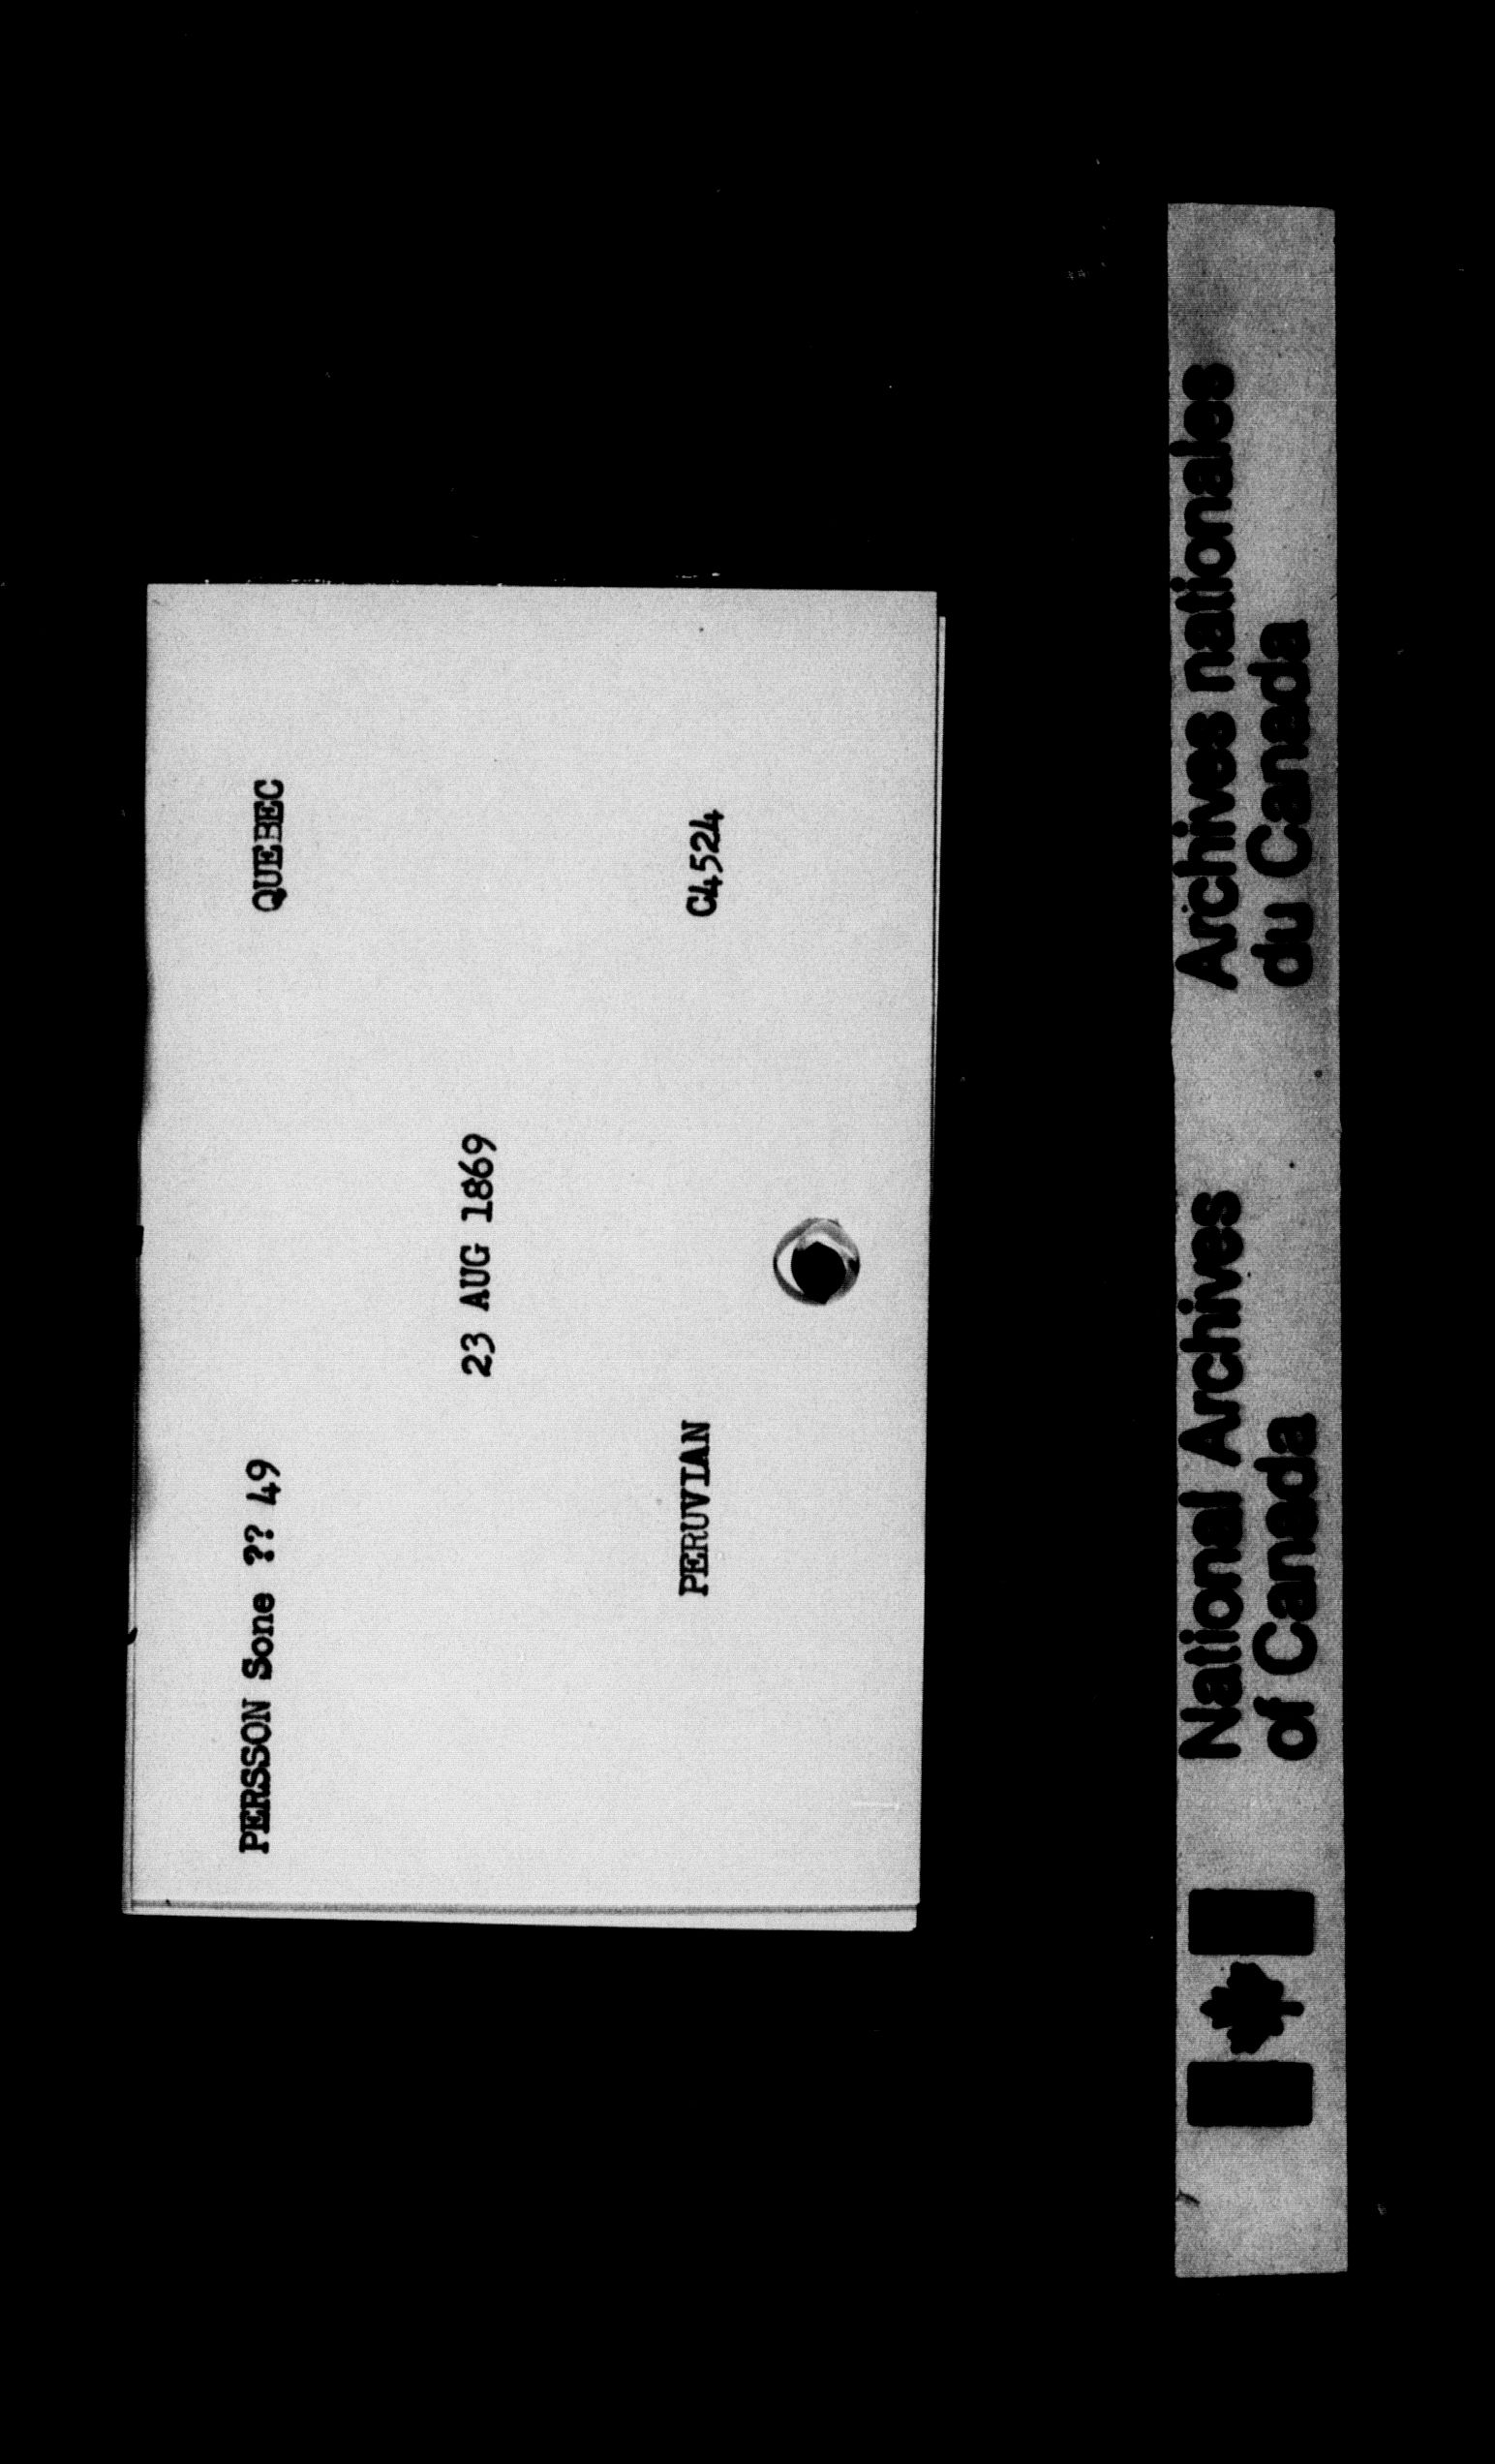 PERSSON Sone ?? 49 QUEBEC
23 AUG 1869
PERUVIAN C4524
National Archives Archives nationales
of Canada du Canada